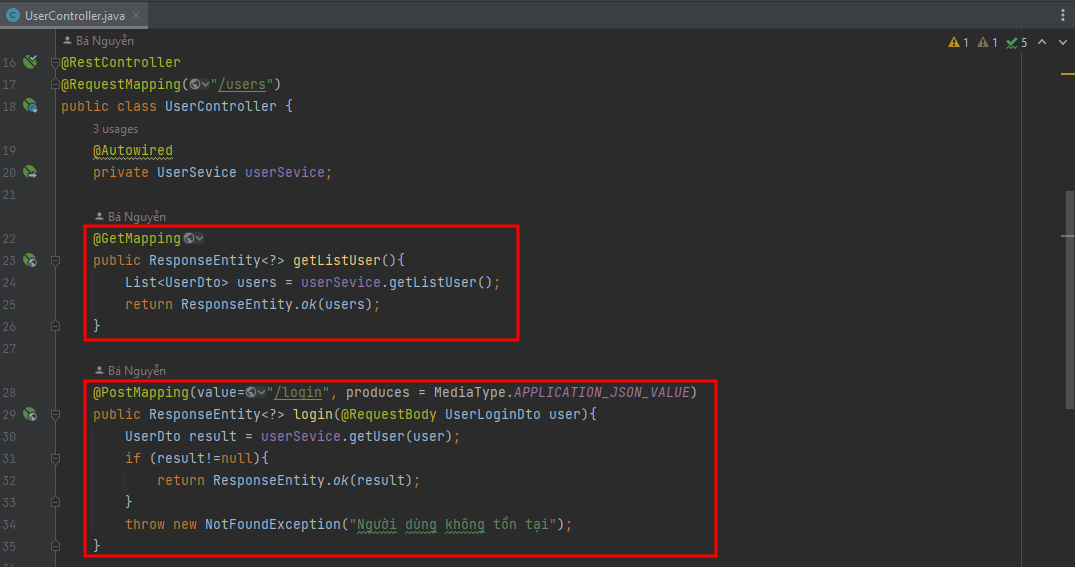 UserController.java
Bá Nguyễn
1 1 5
16 @RestController
17 @RequestMapping("/users")
18 public class UserController {
3 usages
19 @Autowired
20 private UserSevice userSevice;
21
Bá Nguyễn
22 @GetMapping
23 public ResponseEntity<?> getListUser(){
24 List<UserDto> users = userSevice.getListUser();
25 return ResponseEntity.ok(users);
26 }
27
Bá Nguyễn
28 @PostMapping(value="/login", produces = MediaType.APPLICATION_JSON_VALUE)
29 public ResponseEntity<?> login(@RequestBody UserLoginDto user){
30 UserDto result = userSevice.getUser(user);
31 if (result!=null){
32 return ResponseEntity.ok(result);
33 }
34 throw new NotFoundException("Người dùng không tồn tại");
35 }